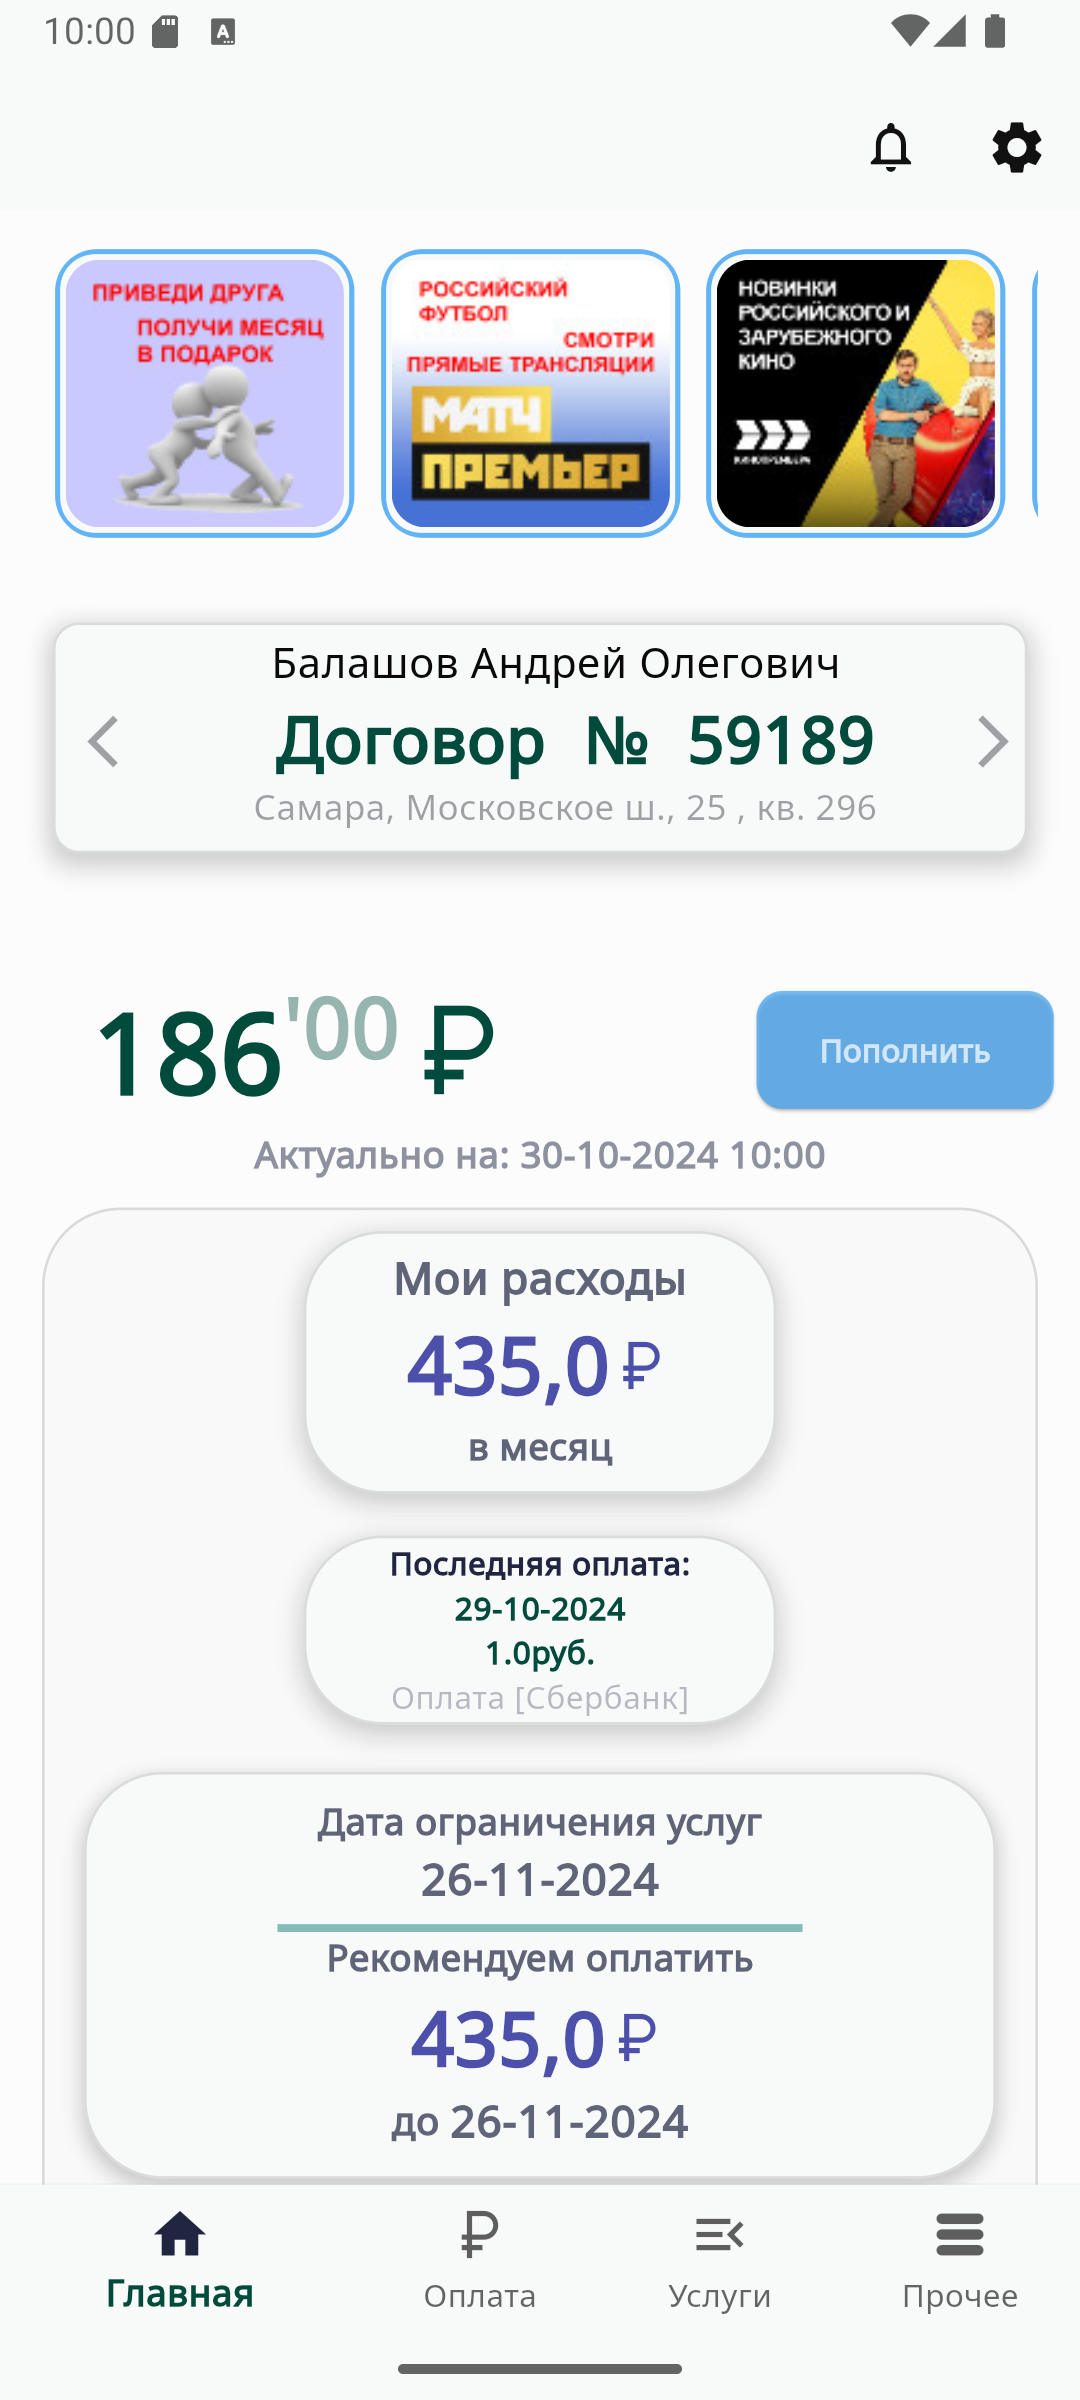 10:00
ПРИВЕДИ ДРУГА
ПОЛУЧИ МЕСЯЦ
В ПОДАРОК
РОССИЙСКИЙ
ФУТБОЛ
СМОТРИ
ПРЯМЫЕ ТРАНСЛЯЦИИ
МАТЧ
ПРЕМЬЕР
НОВИНКИ
РОССИЙСКОГО И
ЗАРУБЕЖНОГО
КИНО
Балашов Андрей Олегович
Договор № 59189
Самара, Московское ш., 25 , кв. 296
186'00 ₽
Пополнить
Актуально на: 30-10-2024 10:00
Мои расходы
435,0 ₽
в месяц
Последняя оплата:
29-10-2024
1.0руб.
Оплата [Сбербанк]
Дата ограничения услуг
26-11-2024
Рекомендуем оплатить
435,0 ₽
до 26-11-2024
Главная
Оплата
Услуги
Прочее